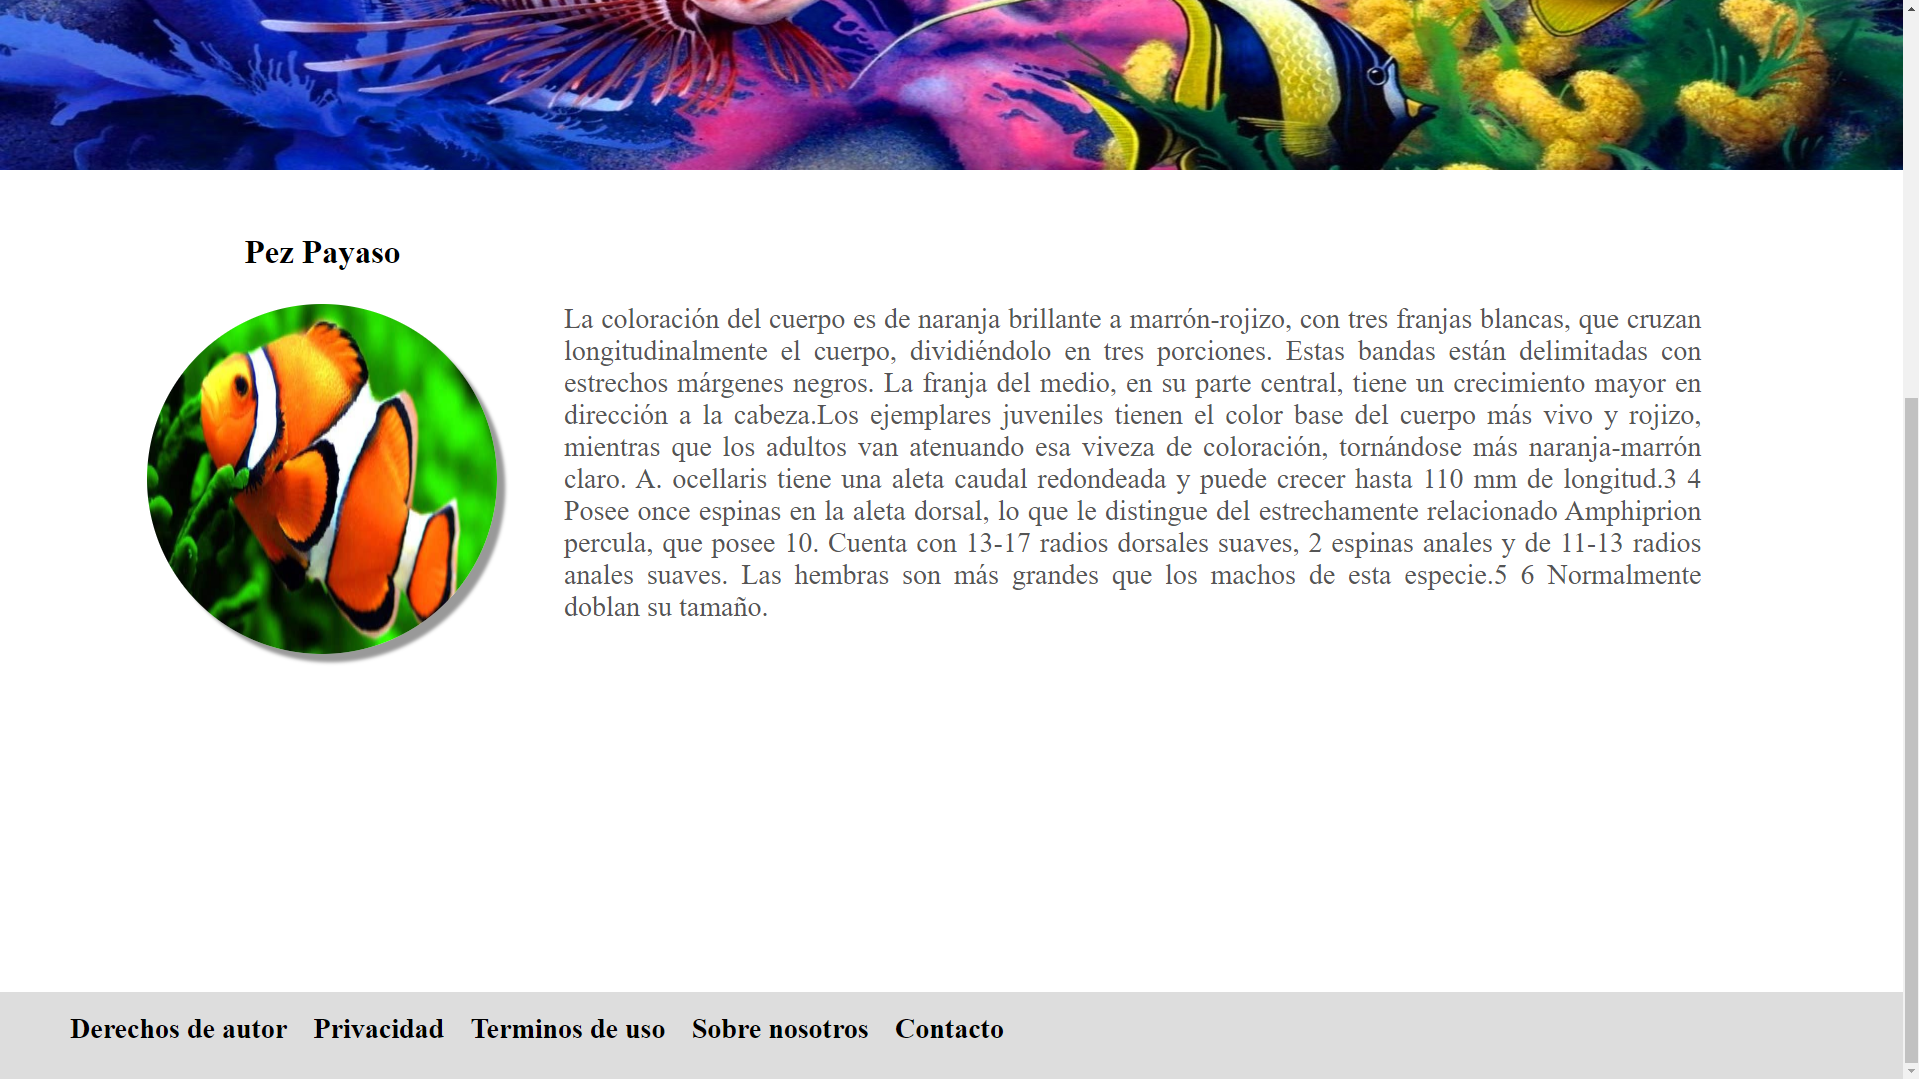 Pez Payaso
La coloración del cuerpo es de naranja brillante a marrón-rojizo, con tres franjas blancas, que cruzan
longitudinalmente el cuerpo, dividiéndolo en tres porciones. Estas bandas están delimitadas con
estrechos márgenes negros. La franja del medio, en su parte central, tiene un crecimiento mayor en
dirección a la cabeza.Los ejemplares juveniles tienen el color base del cuerpo más vivo y rojizo,
mientras que los adultos van atenuando esa viveza de coloración, tornándose más naranja-marrón
claro. A. ocellaris tiene una aleta caudal redondeada y puede crecer hasta 110 mm de longitud.3 4
Posee once espinas en la aleta dorsal, lo que le distingue del estrechamente relacionado Amphiprion
percula, que posee 10. Cuenta con 13-17 radios dorsales suaves, 2 espinas anales y de 11-13 radios
anales suaves. Las hembras son más grandes que los machos de esta especie.5 6 Normalmente
doblan su tamaño.
Derechos de autor Privacidad Terminos de uso Sobre nosotros Contacto